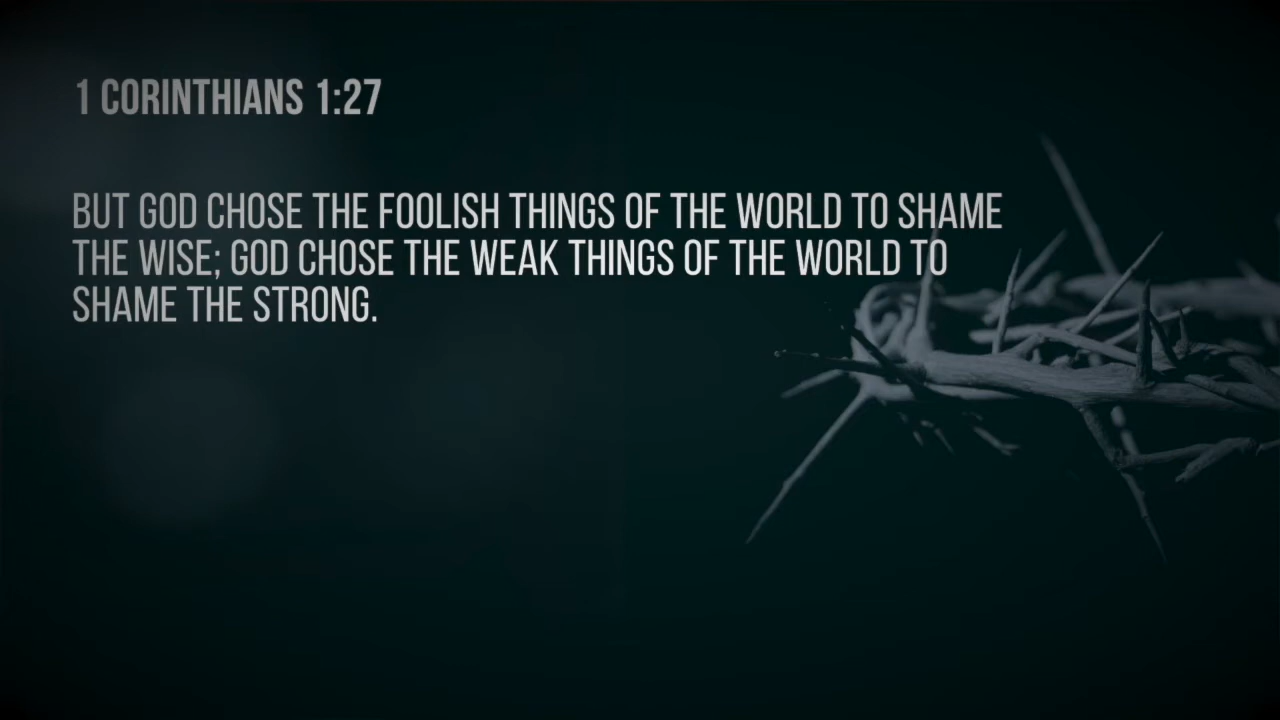 1 CORINTHIANS 1:27
BUT GOD CHOSE THE FOOLISH THINGS OF THE WORLD TO SHAME
THE WISE; GOD CHOSE THE WEAK THINGS OF THE WORLD TO
SHAME THE STRONG.